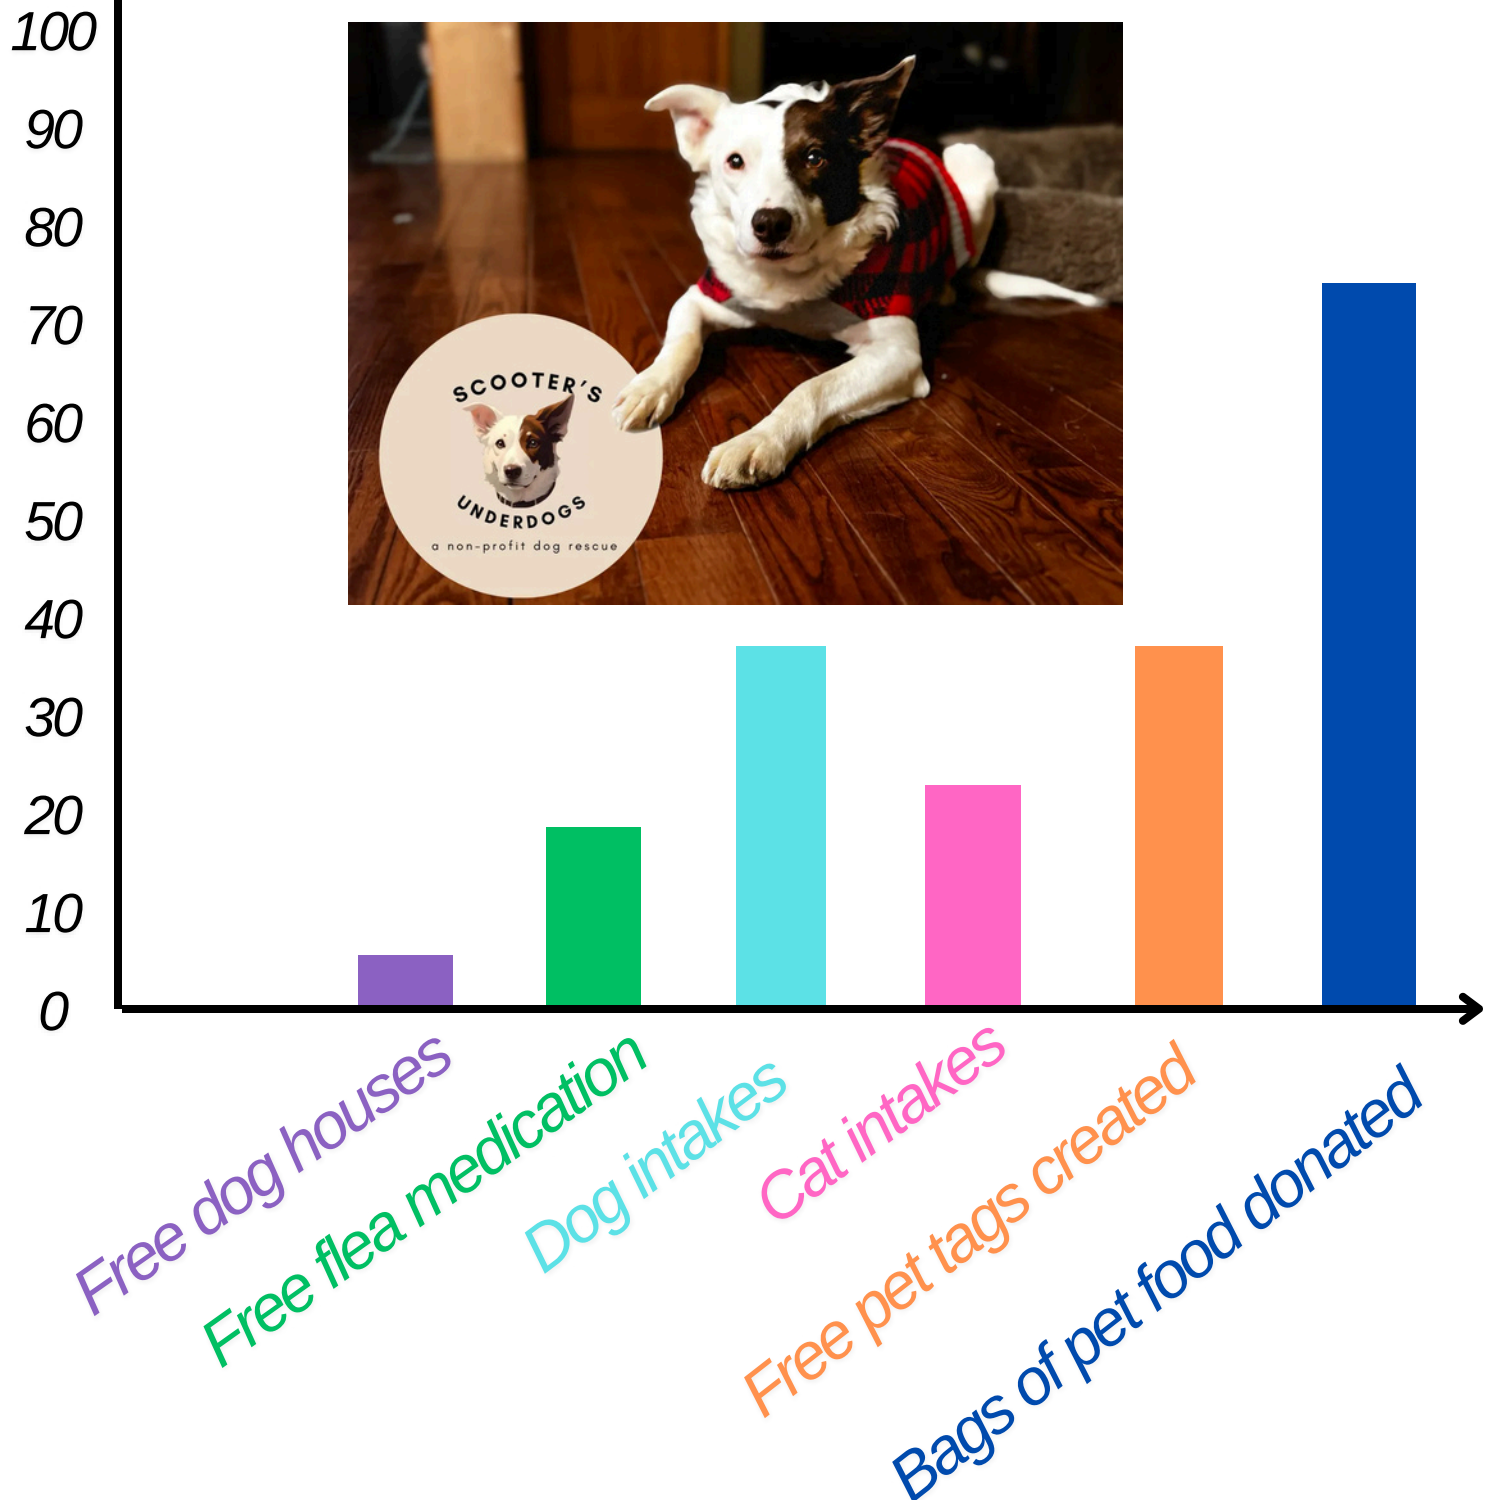 100
90
80
70
60
50
40
30
20
10
0
SCOOTER'S
UNDERDOGS
a non-profit dog rescue
Free dog houses
Free flea medication
Dog intakes
Cat intakes
Free pet tags created
Bags of pet food donated